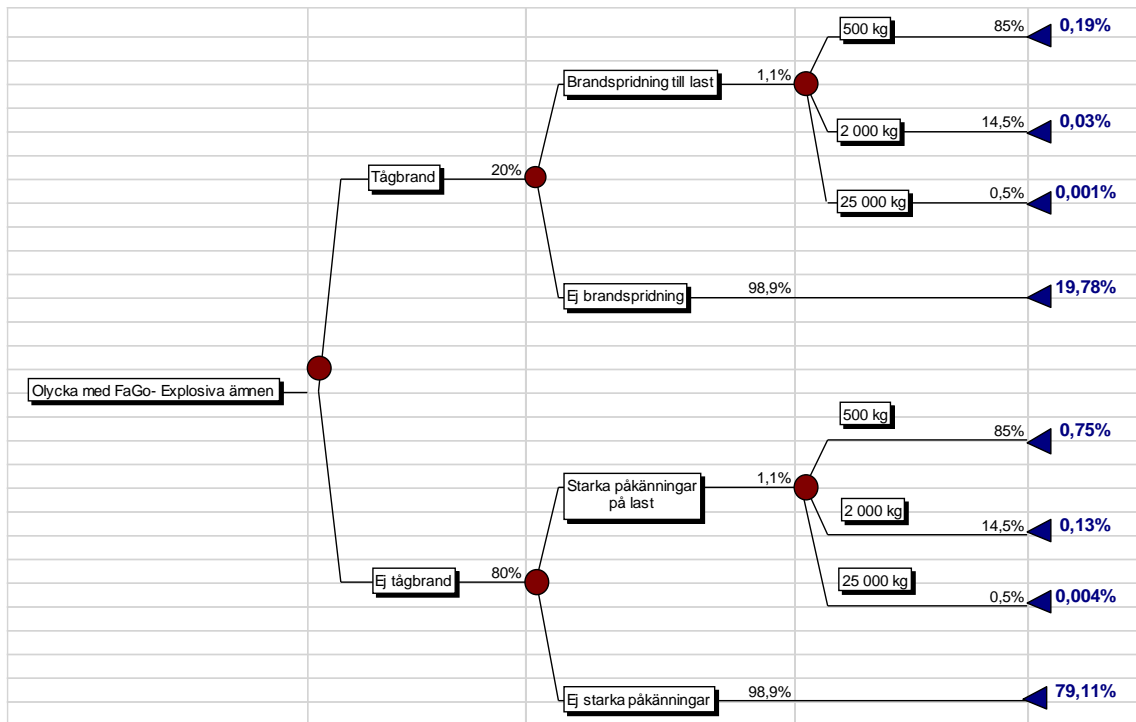 500 kg 85% 0,19%
Brandspridning till last 1,1%
2 000 kg 14,5% 0,03%
Tågbrand 20%
25 000 kg 0,5% 0,001%
Ej brandspridning 98,9% 19,78%
Olycka med FaGo- Explosiva ämnen
500 kg 85% 0,75%
Starka påkänningar 1,1%
på last
2 000 kg 14,5% 0,13%
Ej tågbrand 80%
25 000 kg 0,5% 0,004%
Ej starka påkänningar 98,9% 79,11%